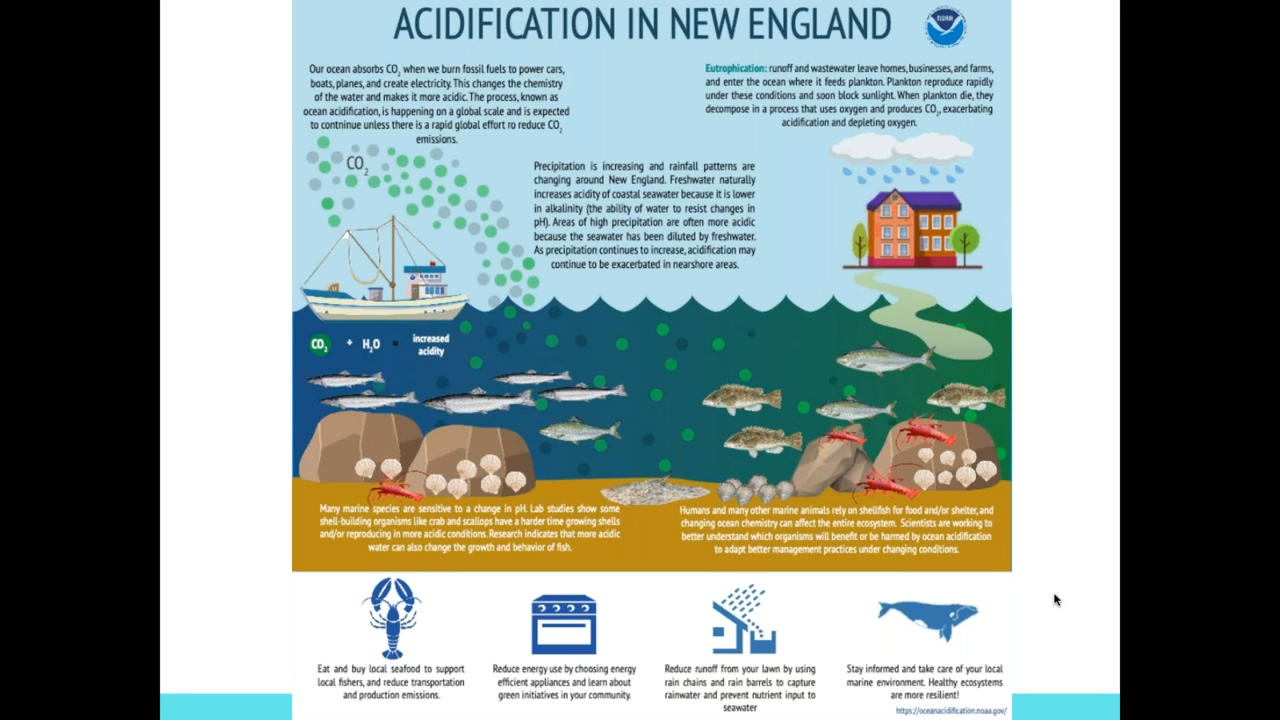 ACIDIFICATION IN NEW ENGLAND
NOAA
Our ocean absorbs CO2 when we burn fossil fuels to power cars,
boats, planes, and create electricity. This changes the chemistry
of the water and makes it more acidic. The process, known as
ocean acidification, is happening on a global scale and is expected
to contninue unless there is a rapid global effort ro reduce CO2
emissions.
Eutrophication: runoff and wastewater leave homes, businesses, and farms,
and enter the ocean where it feeds plankton. Plankton reproduce rapidly
under these conditions and soon block sunlight. When plankton die, they
decompose in a process that uses oxygen and produces CO2, exacerbating
acidification and depleting oxygen.
CO2
Precipitation is increasing and rainfall patterns are
changing around New England. Freshwater naturally
increases acidity of coastal seawater because it is lower
in alkalinity (the ability of water to resist changes in
pH). Areas of high precipitation are often more acidic
because the seawater has been diluted by freshwater.
As precipitation continues to increase, acidification may
continue to be exacerbated in nearshore areas.
CO2 + H2O = increased
acidity
Many marine species are sensitive to a change in pH. Lab studies show some
shell-building organisms like crab and scallops have a harder time growing shells
and/or reproducing in more acidic conditions. Research indicates that more acidic
water can also change the growth and behavior of fish.
Humans and many other marine animals rely on shellfish for food and/or shelter, and
changing ocean chemistry can affect the entire ecosystem. Scientists are working to
better understand which organisms will benefit or be harmed by ocean acidification
to adapt better management practices under changing conditions.
Eat and buy local seafood to support
local fishers, and reduce transportation
and production emissions.
Reduce energy use by choosing energy
efficient appliances and learn about
green initiatives in your community.
Reduce runoff from your lawn by using
rain chains and rain barrels to capture
rainwater and prevent nutrient input to
seawater
Stay informed and take care of your local
marine environment. Healthy ecosystems
are more resilient!
https://oceanacidification.noaa.gov/